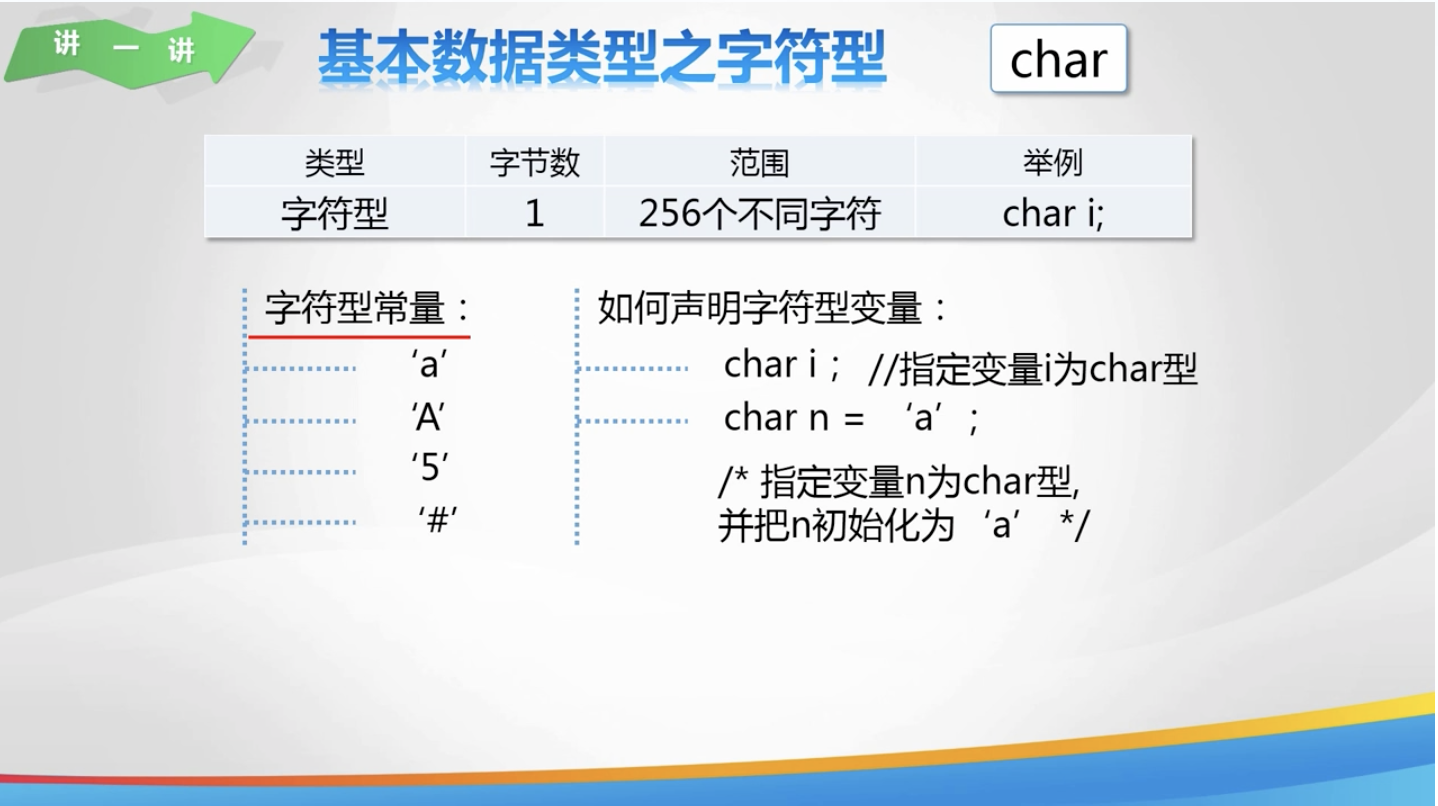 讲 一 讲
基本数据类型之字符型
char
类型 字节数 范围 举例
字符型 1 256个不同字符 char i;
字符型常量：
‘a’
‘A’
‘5’
‘#’
如何声明字符型变量：
char i； //指定变量i为char型
char n = ‘a’;
/* 指定变量n为char型,
并把n初始化为‘a’ */